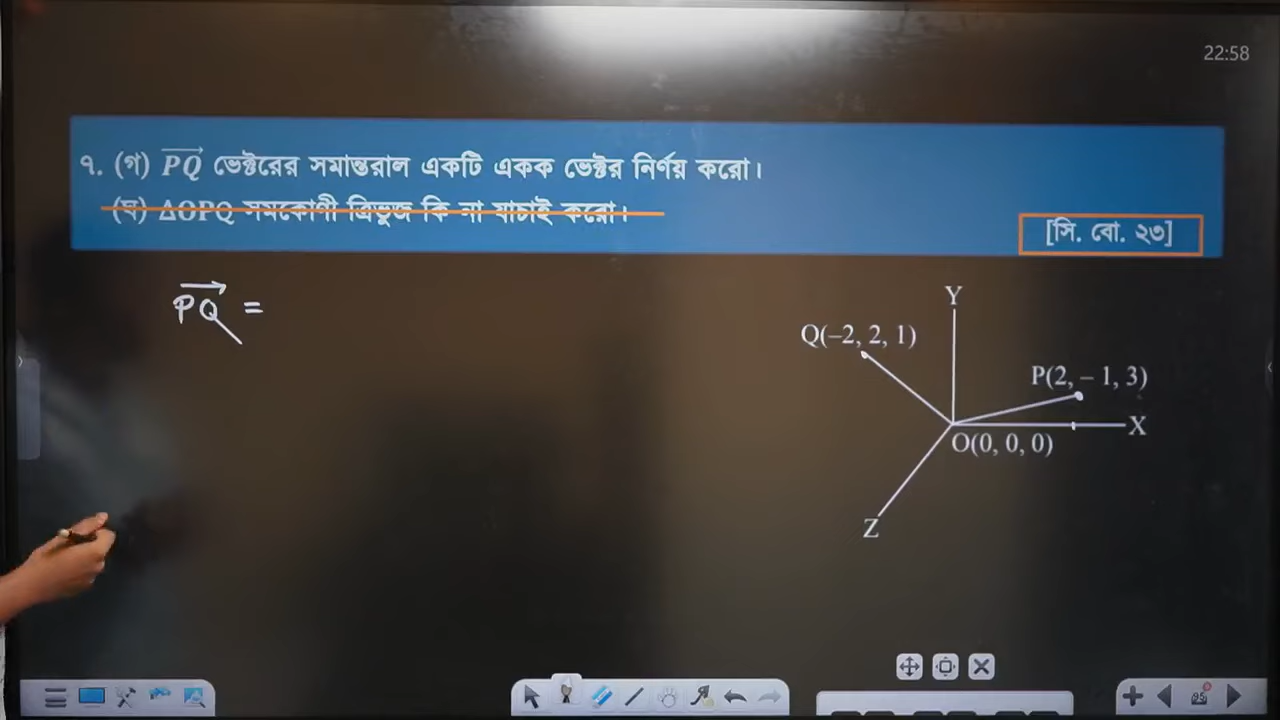 22:58
৭. (গ) PQ ভেক্টরের সমান্তরাল একটি একক ভেক্টর নির্ণয় করো।
(ঘ) ΔOPQ সমকোণী ত্রিভুজ কি না যাচাই করো।
[সি. বো. ২৩]
PQ =
Y
Q(–2, 2, 1)
P(2, – 1, 3)
X
O(0, 0, 0)
Z